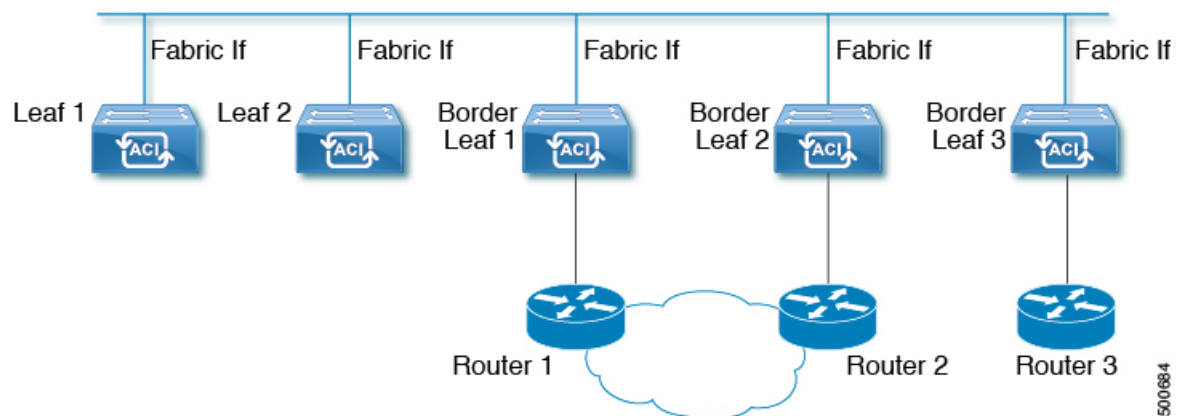 Fabric If
Fabric If
Fabric If
Fabric If
Fabric If
Leaf 1
Leaf 2
Border
Leaf 1
Border
Leaf 2
Border
Leaf 3
ACI
ACI
ACI
ACI
ACI
Router 1
Router 2
Router 3
500684